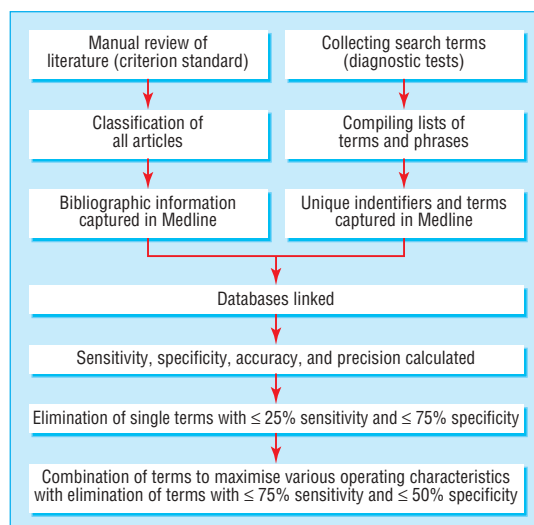 Manual review of
literature (criterion standard)
Collecting search terms
(diagnostic tests)
Classification of
all articles
Compiling lists of
terms and phrases
Bibliographic information
captured in Medline
Unique indentifiers and terms
captured in Medline
Databases linked
Sensitivity, specificity, accuracy, and precision calculated
Elimination of single terms with ≤ 25% sensitivity and ≤ 75% specificity
Combination of terms to maximise various operating characteristics
with elimination of terms with ≤ 75% sensitivity and ≤ 50% specificity